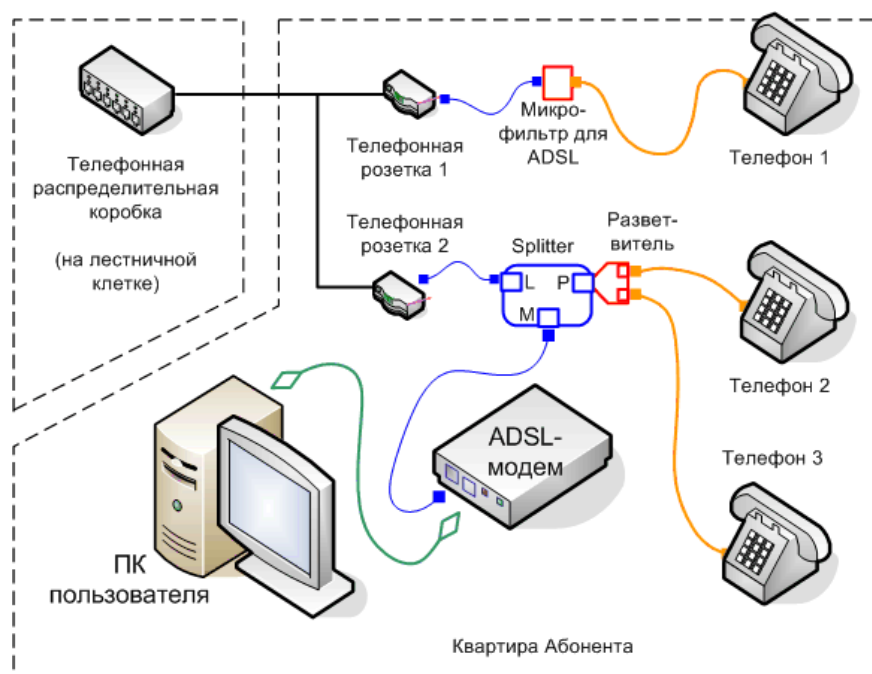 Телефонная
распределительная
коробка
(на лестничной
клетке)
Телефонная
розетка 1
Микро-
фильтр для
ADSL
Телефон 1
Телефонная
розетка 2
Splitter
L
P
M
Развет-
витель
Телефон 2
ADSL-
модем
Телефон 3
ПК
пользователя
Квартира Абонента